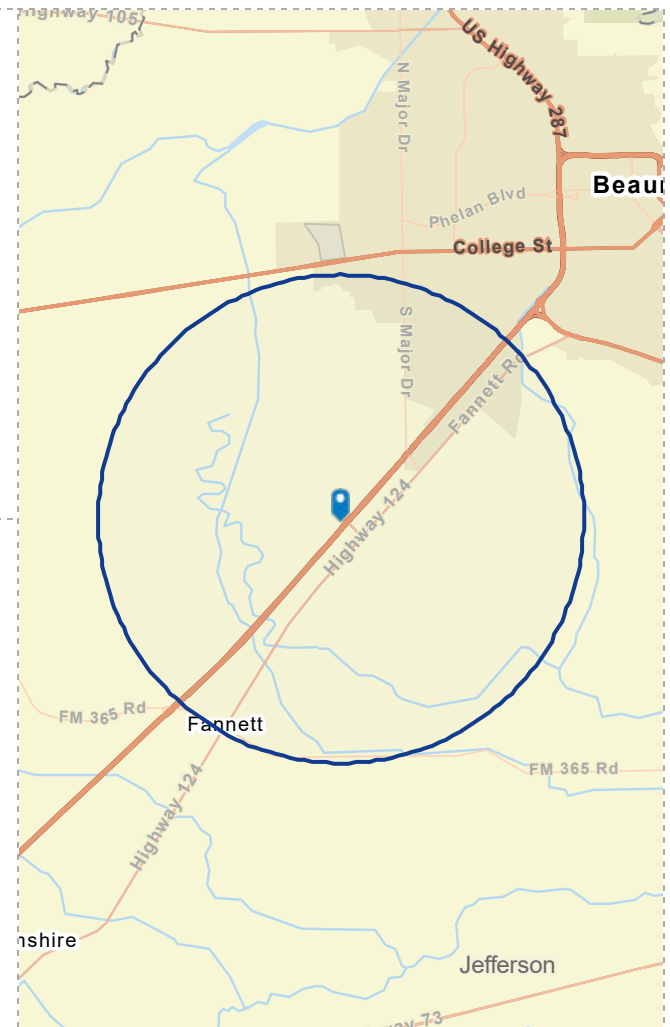 Highway 105
US Highway 287
N Major Dr
Beau
Phelan Blvd
College St
S Major Dr
Fannett Rd
Highway 124
FM 365 Rd
Fannett
FM 365 Rd
Highway 124
nshire
Jefferson
way 73